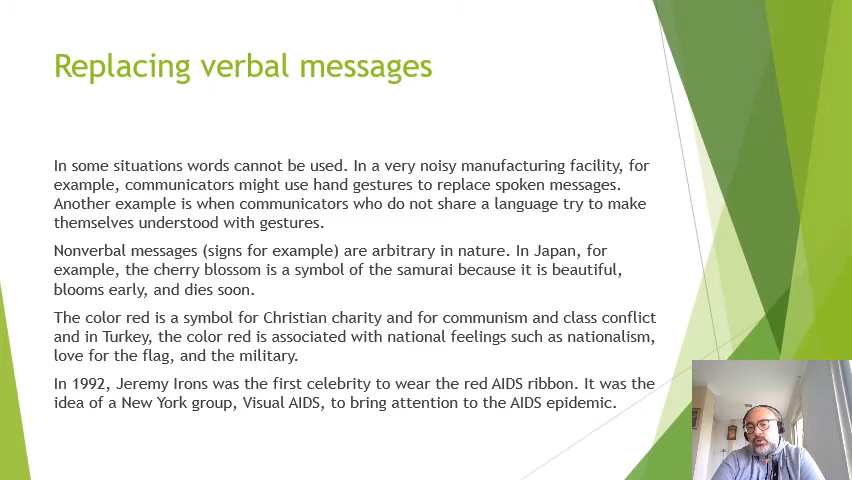 Replacing verbal messages
In some situations words cannot be used. In a very noisy manufacturing facility, for
example, communicators might use hand gestures to replace spoken messages.
Another example is when communicators who do not share a language try to make
themselves understood with gestures.
Nonverbal messages (signs for example) are arbitrary in nature. In Japan, for
example, the cherry blossom is a symbol of the samurai because it is beautiful,
blooms early, and dies soon.
The color red is a symbol for Christian charity and for communism and class conflict
and in Turkey, the color red is associated with national feelings such as nationalism,
love for the flag, and the military.
In 1992, Jeremy Irons was the first celebrity to wear the red AIDS ribbon. It was the
idea of a New York group, Visual AIDS, to bring attention to the AIDS epidemic.